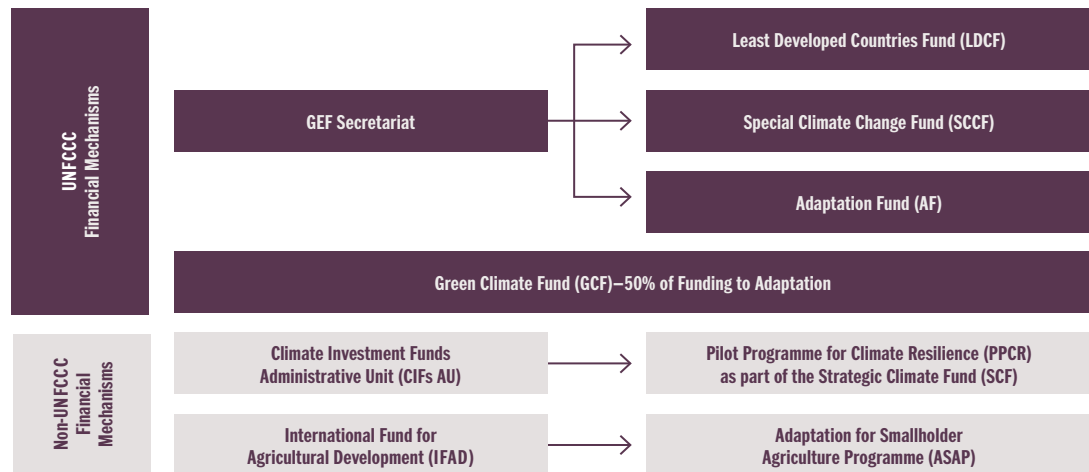 UNFCCC
Financial Mechanisms
GEF Secretariat
Least Developed Countries Fund (LDCF)
Special Climate Change Fund (SCCF)
Adaptation Fund (AF)
Green Climate Fund (GCF)—50% of Funding to Adaptation
Non-UNFCCC
Financial
Mechanisms
Climate Investment Funds
Administrative Unit (CIFs AU)
Pilot Programme for Climate Resilience (PPCR)
as part of the Strategic Climate Fund (SCF)
International Fund for
Agricultural Development (IFAD)
Adaptation for Smallholder
Agriculture Programme (ASAP)